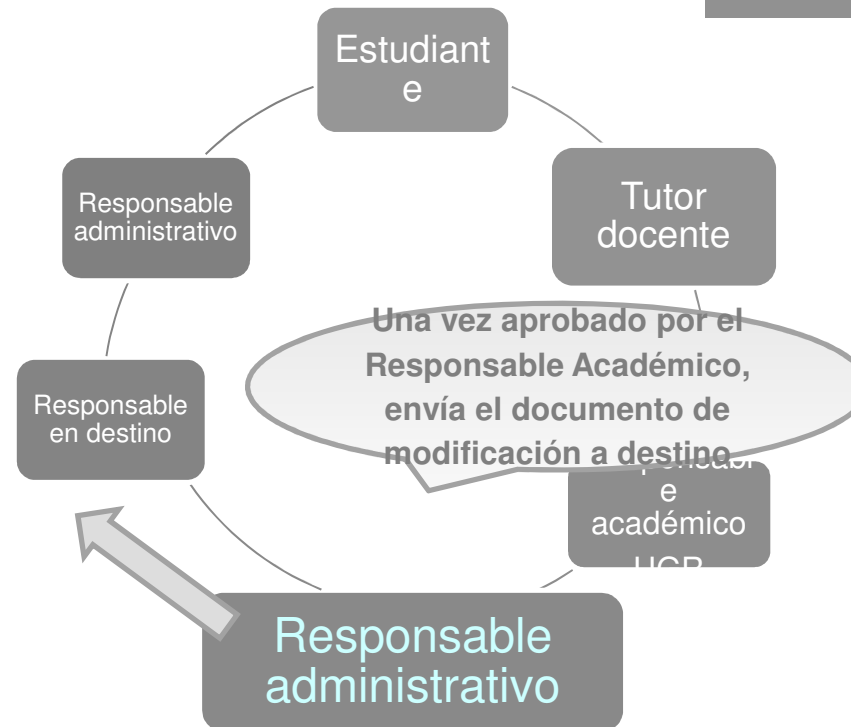 Estudiant
e
Responsable
administrativo
Tutor
docente
Una vez aprobado por el
Responsable Académico,
envía el documento de
modificación a destino
Responsable
en destino
e
académico
Responsable
administrativo